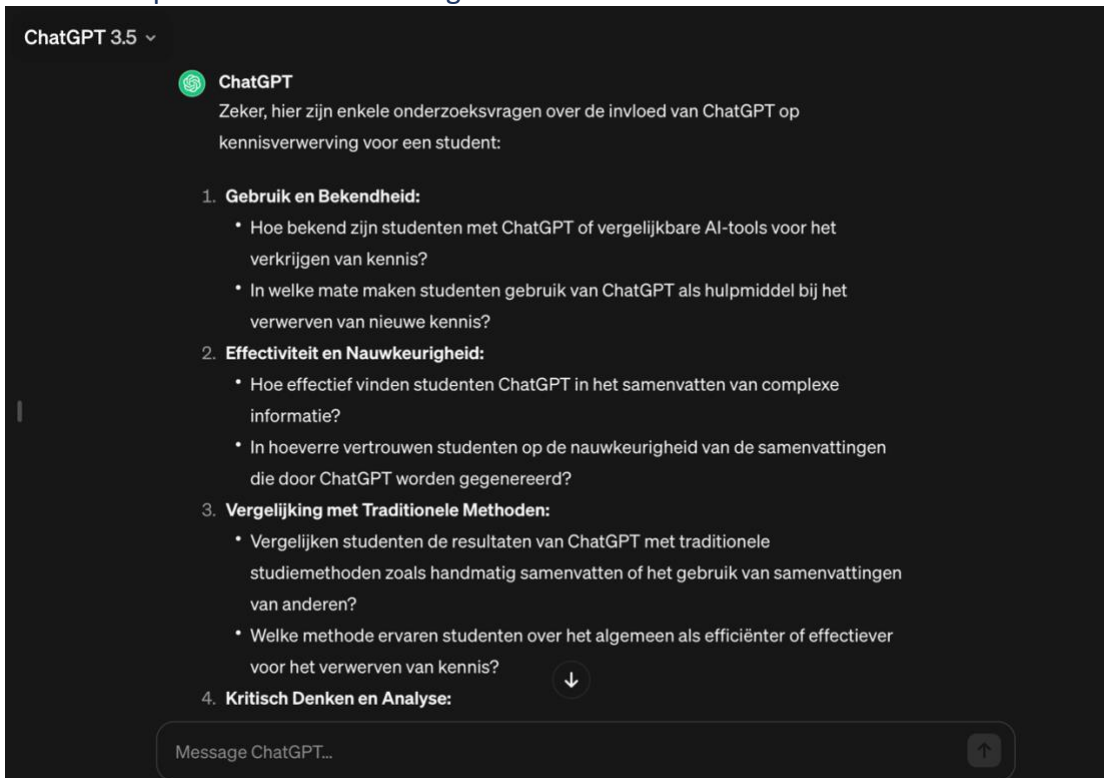 ChatGPT 3.5
ChatGPT
Zeker, hier zijn enkele onderzoeksvragen over de invloed van ChatGPT op
kennisverwerving voor een student:
1. Gebruik en Bekendheid:
• Hoe bekend zijn studenten met ChatGPT of vergelijkbare AI-tools voor het
verkrijgen van kennis?
• In welke mate maken studenten gebruik van ChatGPT als hulpmiddel bij het
verwerven van nieuwe kennis?
2. Effectiviteit en Nauwkeurigheid:
• Hoe effectief vinden studenten ChatGPT in het samenvatten van complexe
informatie?
• In hoeverre vertrouwen studenten op de nauwkeurigheid van de samenvattingen
die door ChatGPT worden gegenereerd?
3. Vergelijking met Traditionele Methoden:
• Vergelijken studenten de resultaten van ChatGPT met traditionele
studiemethoden zoals handmatig samenvatten of het gebruik van samenvattingen
van anderen?
• Welke methode ervaren studenten over het algemeen als efficiënter of effectiever
voor het verwerven van kennis?
4. Kritisch Denken en Analyse:
Message ChatGPT...